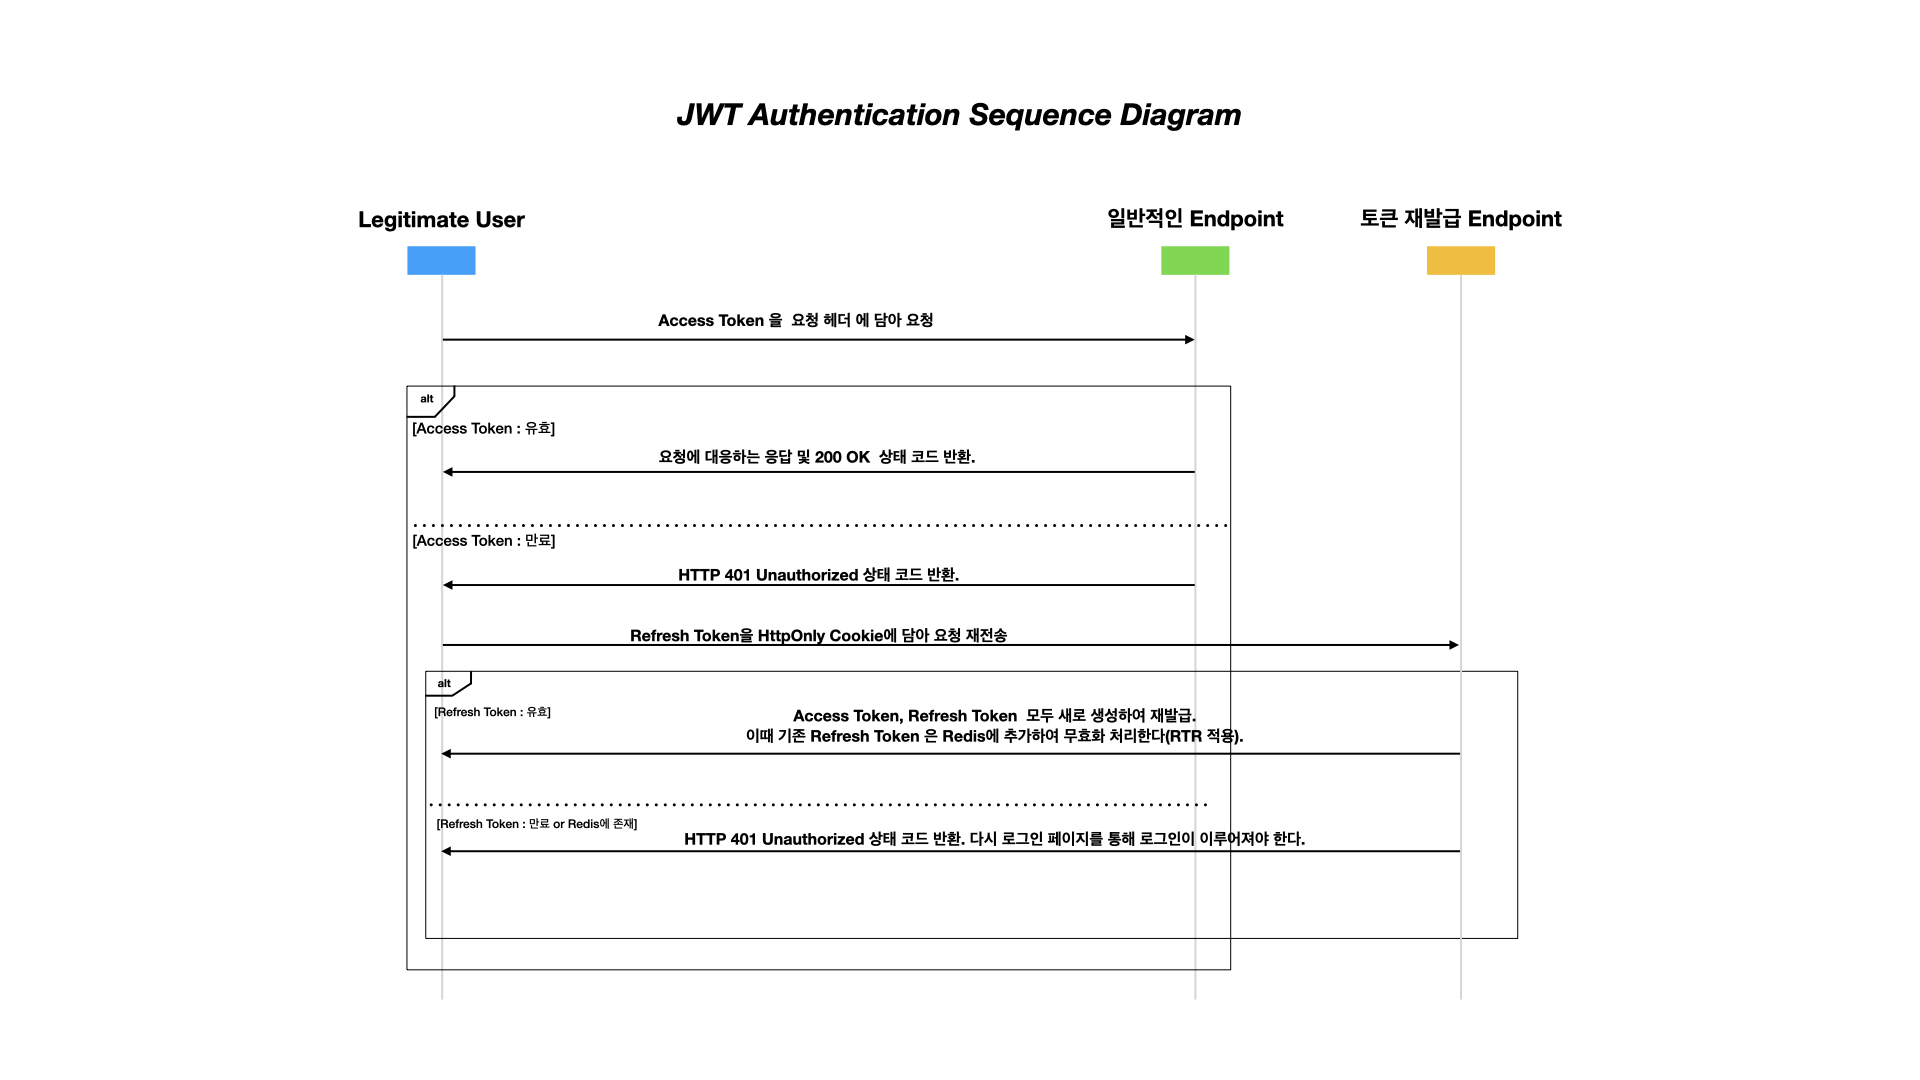 JWT Authentication Sequence Diagram
Legitimate User
일반적인 Endpoint
토큰 재발급 Endpoint
Access Token 을  요청 헤더 에 담아 요청
alt
[Access Token : 유효]
요청에 대응하는 응답 및 200 OK  상태 코드 반환.
[Access Token : 만료]
HTTP 401 Unauthorized 상태 코드 반환.
Refresh Token을 HttpOnly Cookie에 담아 요청 재전송
alt
[Refresh Token : 유효]
Access Token, Refresh Token  모두 새로 생성하여 재발급.
이때 기존 Refresh Token 은 Redis에 추가하여 무효화 처리한다(RTR 적용).
[Refresh Token : 만료 or Redis에 존재]
HTTP 401 Unauthorized 상태 코드 반환. 다시 로그인 페이지를 통해 로그인이 이루어져야 한다.